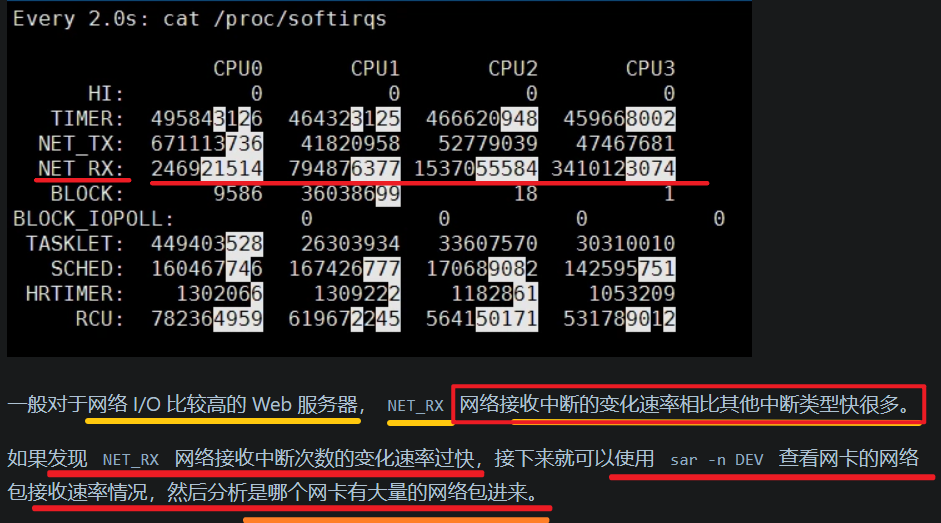 Every 2.0s: cat /proc/softirqs
CPU0 CPU1 CPU2 CPU3
HI: 0 0 0 0
TIMER: 495843126 464323125 466620948 459668002
NET_TX: 671113736 41820958 52779039 47467681
NET_RX: 246921514 794876377 1537055584 3410123074
BLOCK: 9586 36038699 18 1
BLOCK_IOPOLL: 0 0 0 0
TASKLET: 449403528 26303934 33607570 30310010
SCHED: 160467746 167426777 170689082 142595751
HRTIMER: 1302066 1309222 1182861 1053209
RCU: 782364959 619672245 564150171 531789012
一般对于网络 I/O 比较高的 Web 服务器， NET_RX 网络接收中断的变化速率相比其他中断类型快很多。
如果发现 NET_RX 网络接收中断次数的变化速率过快，接下来就可以使用 sar -n DEV 查看网卡的网络
包接收速率情况，然后分析是哪个网卡有大量的网络包进来。